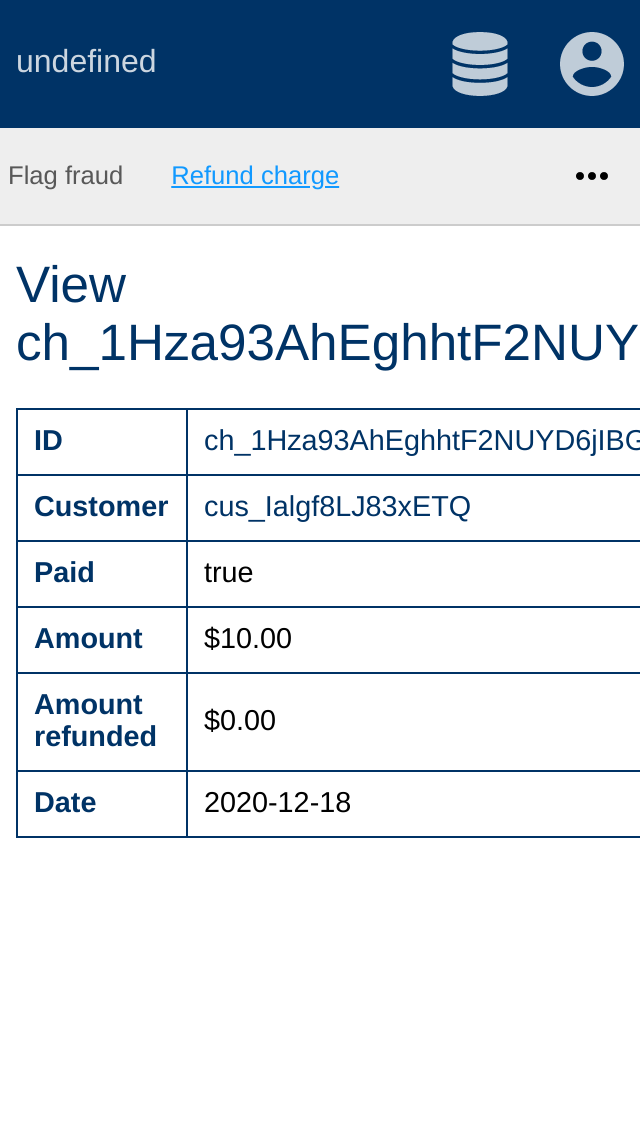 undefined
Flag fraud Refund charge
View
ch_1Hza93AhEghhtF2NUY
ID ch_1Hza93AhEghhtF2NUYD6jIBG
Customer cus_Ialgf8LJ83xETQ
Paid true
Amount $10.00
Amount
refunded $0.00
Date 2020-12-18